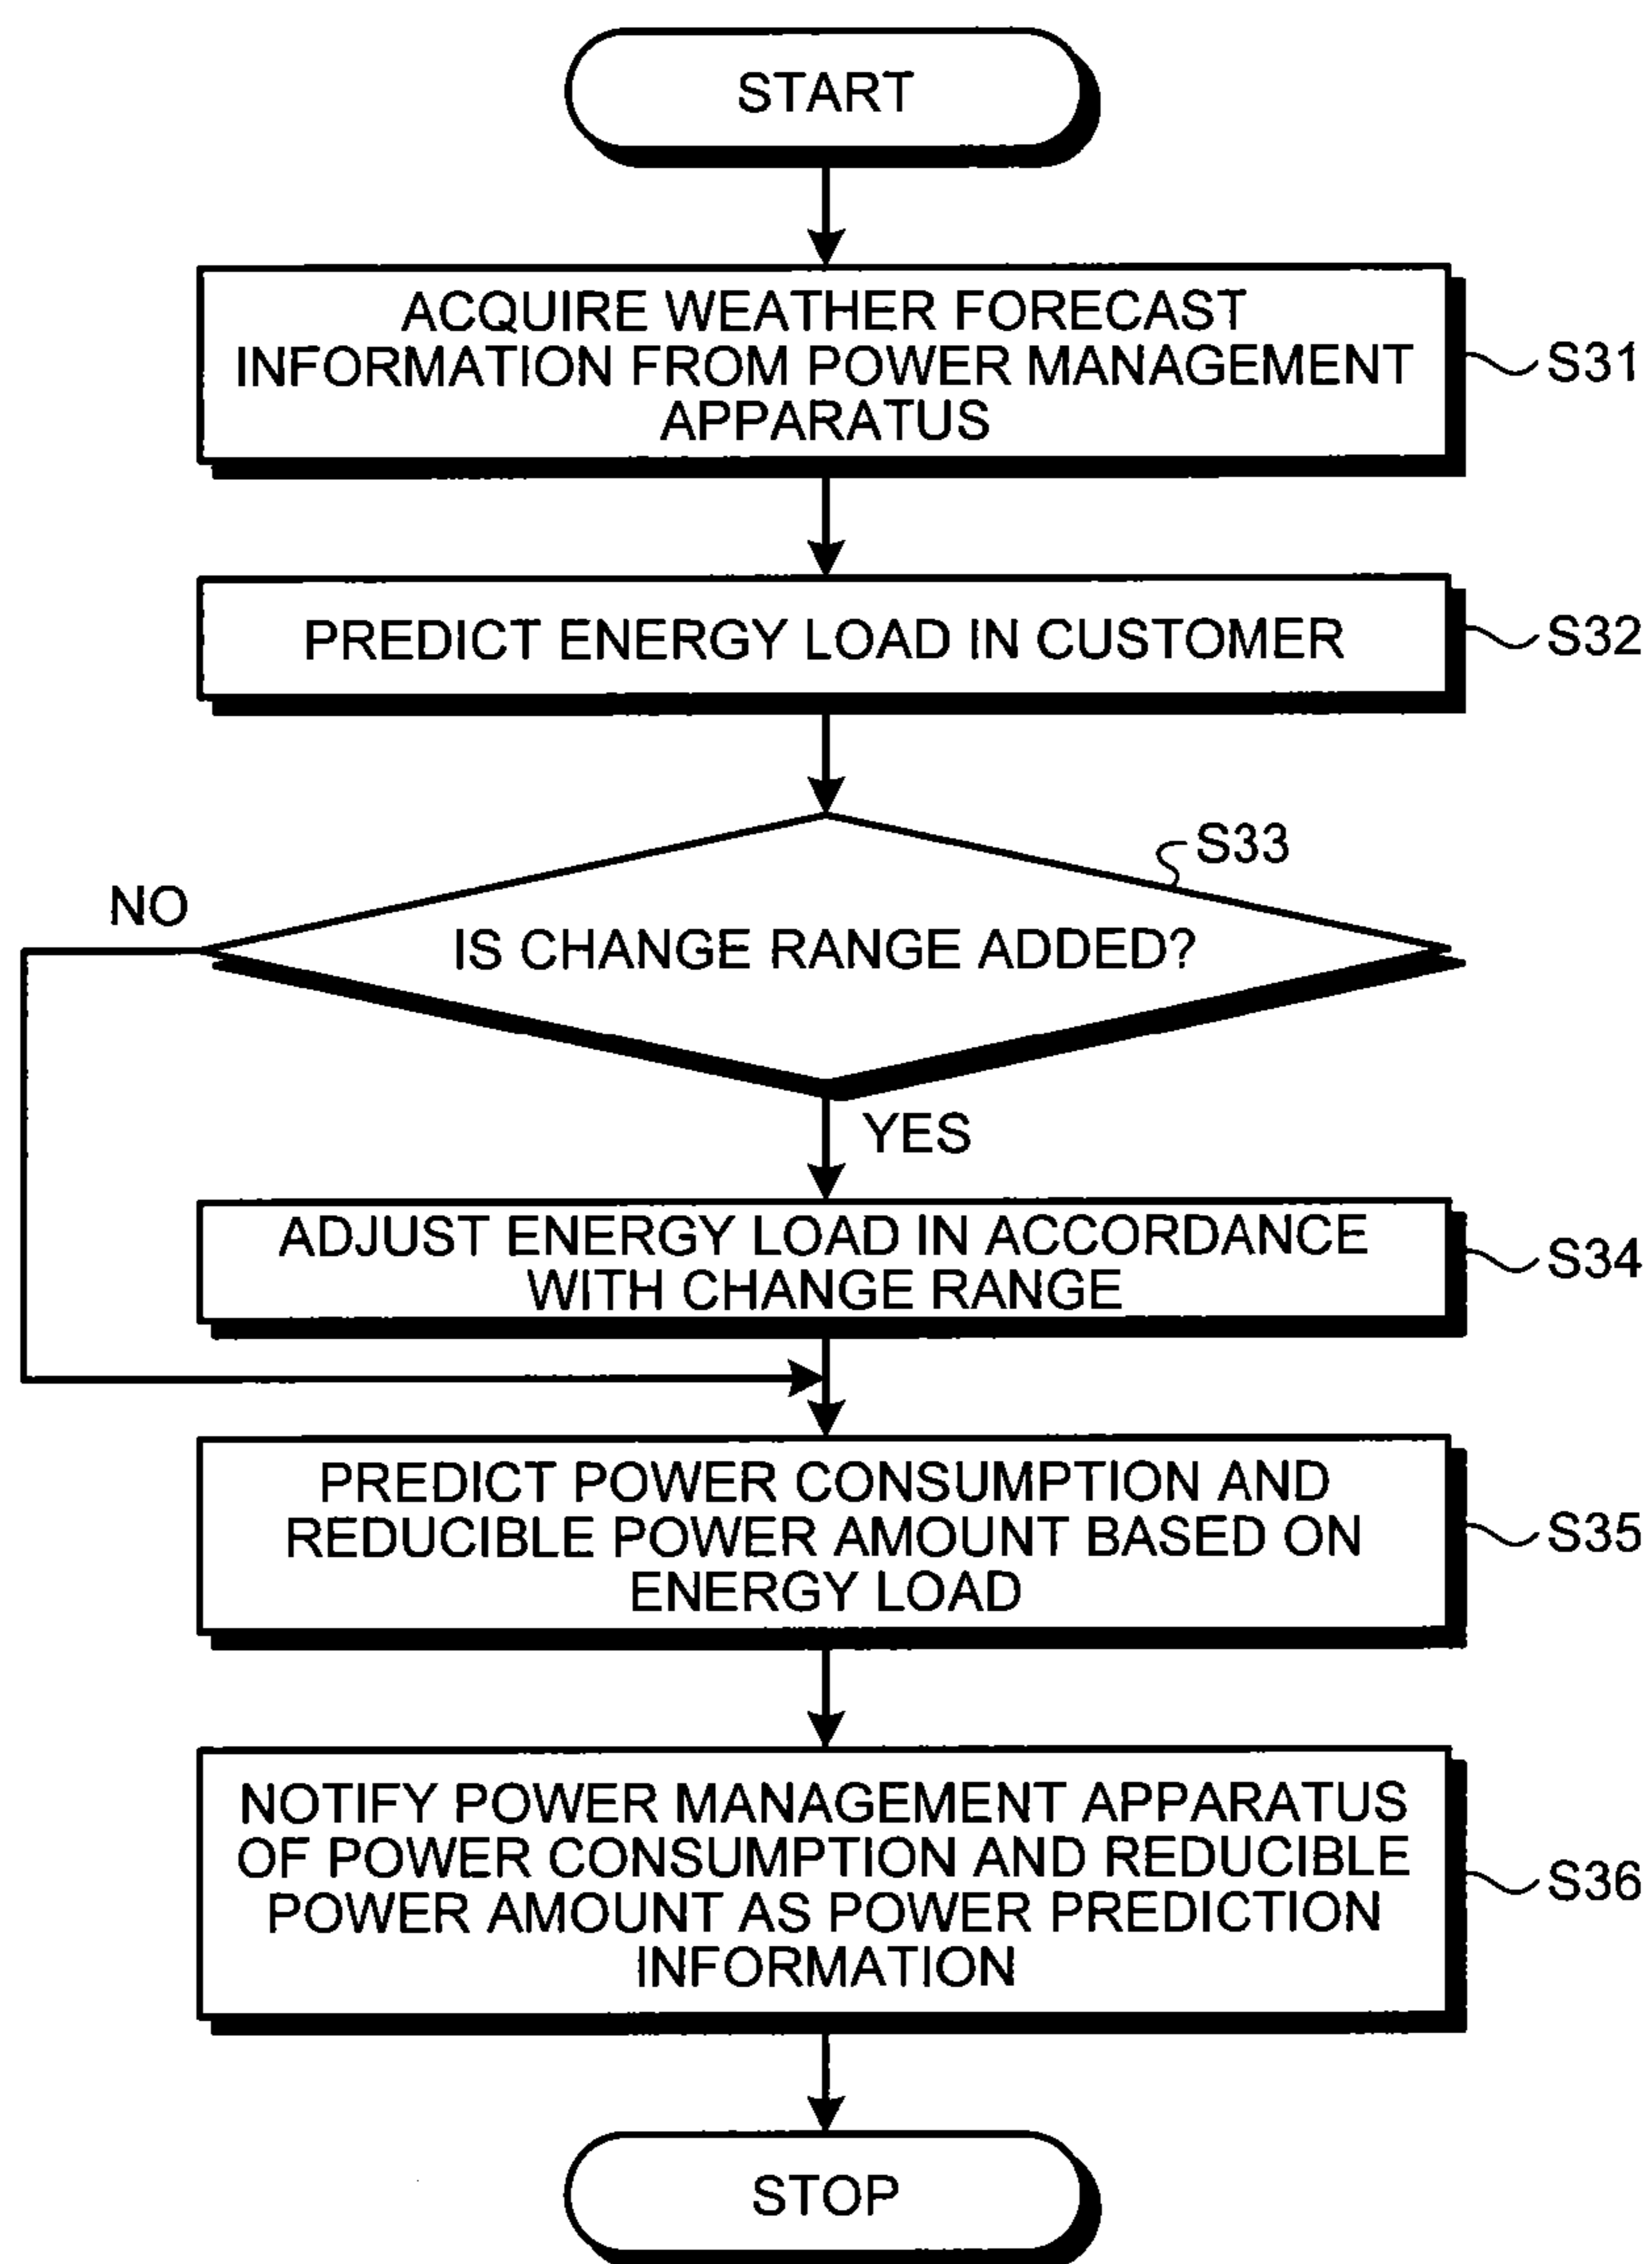 START
ACQUIRE WEATHER FORECAST
INFORMATION FROM POWER MANAGEMENT
APPARATUS
S31
PREDICT ENERGY LOAD IN CUSTOMER
S32
S33
NO
IS CHANGE RANGE ADDED?
YES
ADJUST ENERGY LOAD IN ACCORDANCE
WITH CHANGE RANGE
S34
PREDICT POWER CONSUMPTION AND
REDUCIBLE POWER AMOUNT BASED ON
ENERGY LOAD
S35
NOTIFY POWER MANAGEMENT APPARATUS
OF POWER CONSUMPTION AND REDUCIBLE
POWER AMOUNT AS POWER PREDICTION
INFORMATION
S36
STOP